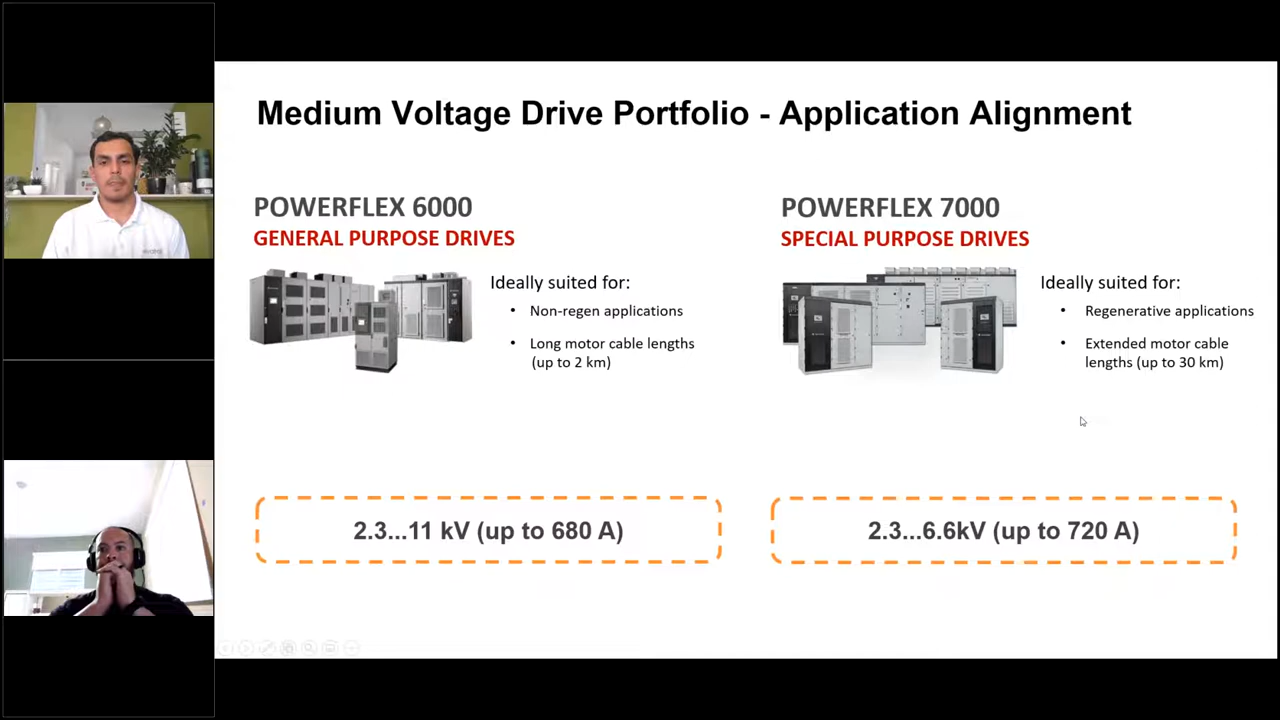 Medium Voltage Drive Portfolio - Application Alignment
POWERFLEX 6000
GENERAL PURPOSE DRIVES
Ideally suited for:
• Non-regen applications
• Long motor cable lengths
(up to 2 km)
2.3...11 kV (up to 680 A)
POWERFLEX 7000
SPECIAL PURPOSE DRIVES
Ideally suited for:
• Regenerative applications
• Extended motor cable
lengths (up to 30 km)
2.3...6.6kV (up to 720 A)